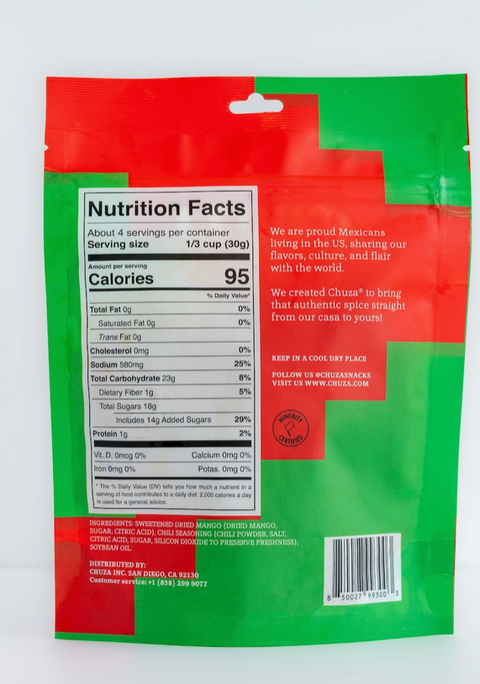 Nutrition Facts
About 4 servings per container
Serving size 1/3 cup (30g)
Amount per serving
Calories 95
% Daily Value*
Total Fat 0g 0%
Saturated Fat 0g 0%
Trans Fat 0g
Cholesterol 0mg 0%
Sodium 580mg 25%
Total Carbohydrate 23g 8%
Dietary Fiber 1g 5%
Total Sugars 18g
Includes 14g Added Sugars 29%
Protein 1g 2%
Vit. D. 0mcg 0% Calcium 0mg 0%
Iron 0mg 0% Potas. 0mg 0%
* The % Daily Value (DV) tells you how much a nutrient in a
serving of food contributes to a daily diet. 2,000 calories a day
is used for a general advice.
INGREDIENTS: SWEETENED DRIED MANGO (DRIED MANGO,
SUGAR, CITRIC ACID), CHILI SEASONING (CHILI POWDER, SALT,
CITRIC ACID, SUGAR, SILICON DIOXIDE TO PRESERVE FRESHNESS),
SOYBEAN OIL.
DISTRIBUTED BY:
CHUZA INC. SAN DIEGO, CA 92130
Customer service: +1 (858) 299 9077
We are proud Mexicans
living in the US, sharing our
flavors, culture, and flair
with the world.
We created Chuza® to bring
that authentic spice straight
from our casa to yours!
KEEP IN A COOL DRY PLACE
FOLLOW US @CHUZASNACKS
VISIT US WWW.CHUZA.COM
MINORITY
CERTIFIED
8 50027 99300 3